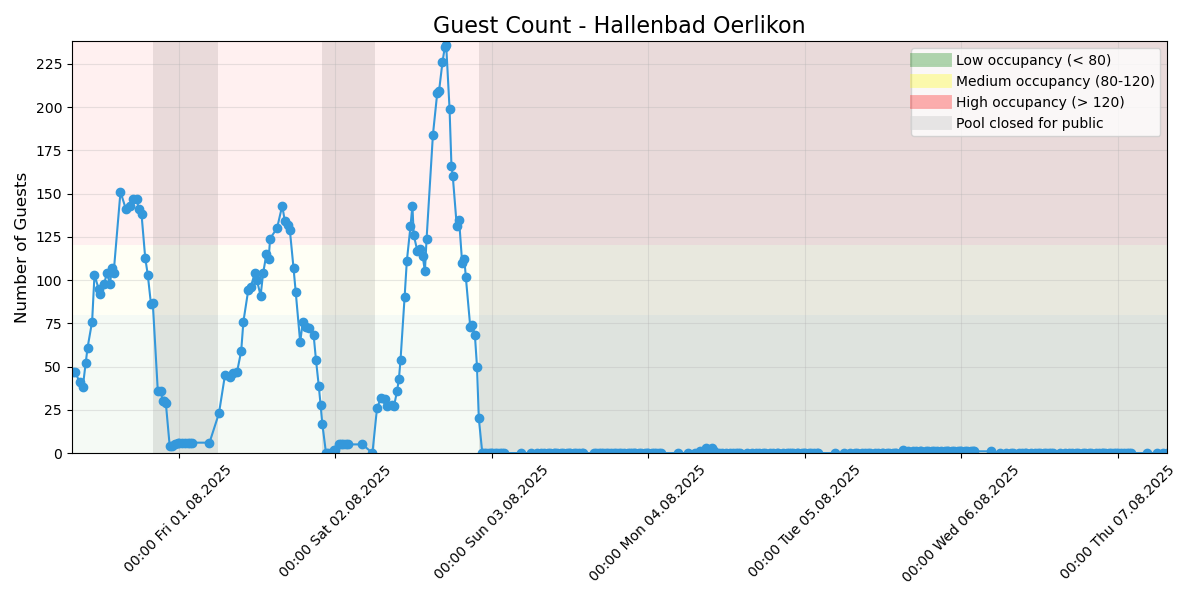 Guest Count - Hallenbad Oerlikon
Number of Guests
225
200
175
150
125
100
75
50
25
0
Low occupancy (< 80)
Medium occupancy (80-120)
High occupancy (> 120)
Pool closed for public
00:00 Fri 01.08.2025
00:00 Sat 02.08.2025
00:00 Sun 03.08.2025
00:00 Mon 04.08.2025
00:00 Tue 05.08.2025
00:00 Wed 06.08.2025
00:00 Thu 07.08.2025